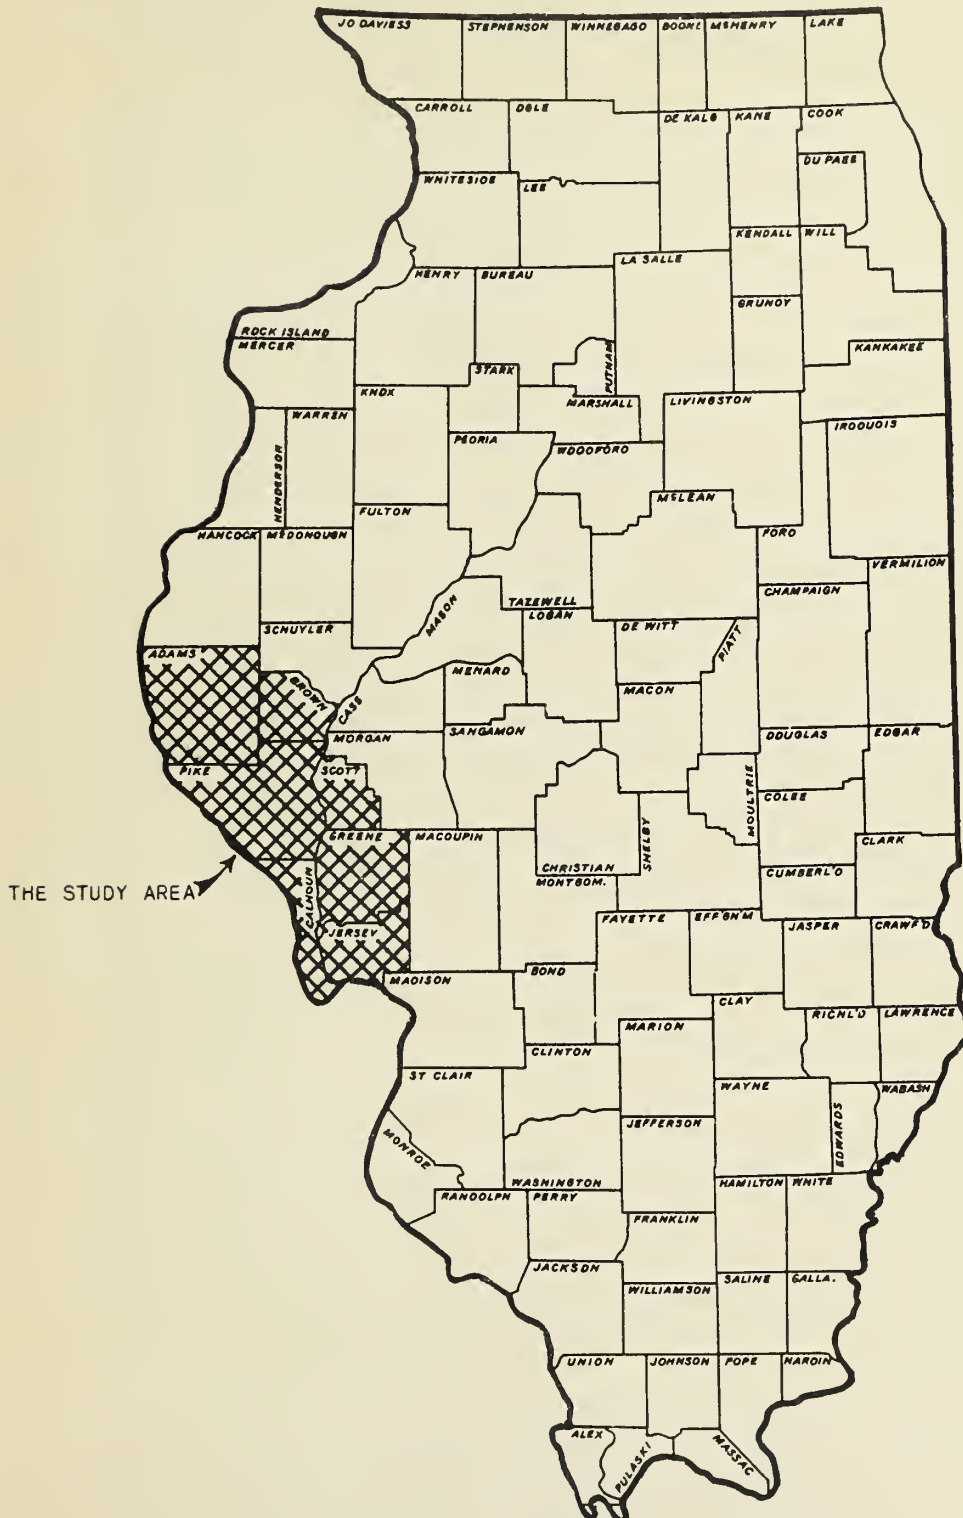 JO DAVIESS STEPHENSON WINNEBAGO BOONE McHENRY LAKE
CARROLL OGLE DE KALB KANE COOK
DU PAGE
WHITESIDE LEE
KENDALL WILL
LA SALLE
HENRY BUREAU
GRUNDY
ROCK ISLAND
MERCER
PUTNAM
KANKAKEE
STARK
KNOX
MARSHALL LIVINGSTON
WARREN
IROQUOIS
PEORIA
WOODFORD
HENDERSON
McLEAN
FULTON
HANCOCK McDONOUGH
FORD
VERMILION
CHAMPAIGN
MASON
TAZEWELL
LOGAN
SCHUYLER
DE WITT
PIATT
ADAMS
MENARD
BROWN
CASS
MACON
MORGAN
SANGAMON
DOUGLAS EDGAR
PIKE
SCOTT
MOULTRIE
COLES
GREENE MACOUPIN
SHELBY
CLARK
CHRISTIAN
CUMBERL'D
MONTGOM.
THE STUDY AREA
CALHOUN
FAYETTE EFF'GN'M
JASPER CRAWF'D
JERSEY
MADISON
BOND
CLAY
RICHL'D LAWRENCE
MARION
CLINTON
ST CLAIR
WAYNE
WABASH
EDWARDS
JEFFERSON
MONROE
WASHINGTON
HAMILTON WHITE
RANDOLPH PERRY
FRANKLIN
JACKSON
SALINE GALLA.
WILLIAMSON
UNION JOHNSON POPE HARDIN
ALEX
PULASKI
MASSAC